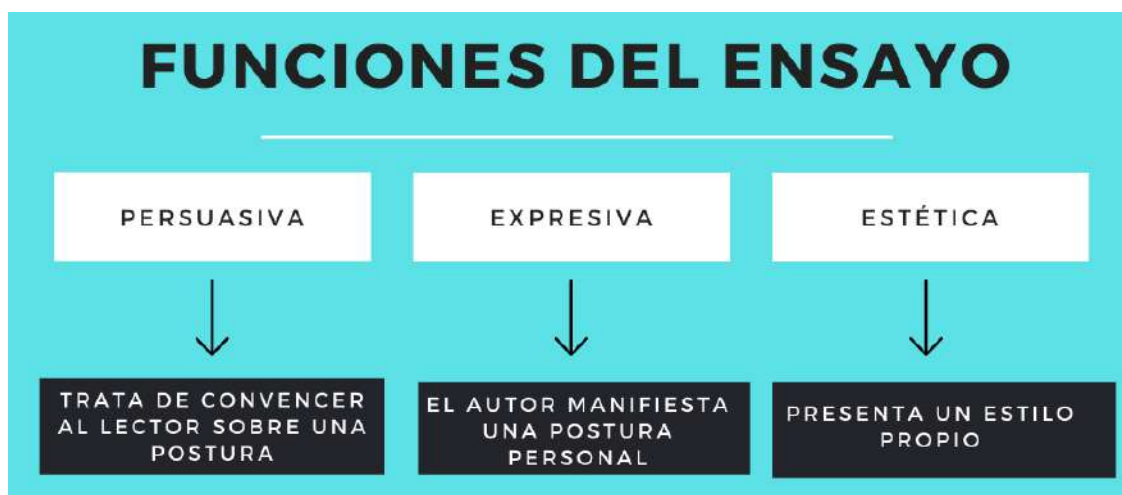 FUNCIONES DEL ENSAYO
PERSUASIVA
EXPRESIVA
ESTÉTICA
TRATA DE CONVENCER
AL LECTOR SOBRE UNA
POSTURA
EL AUTOR MANIFIESTA
UNA POSTURA
PERSONAL
PRESENTA UN ESTILO
PROPIO